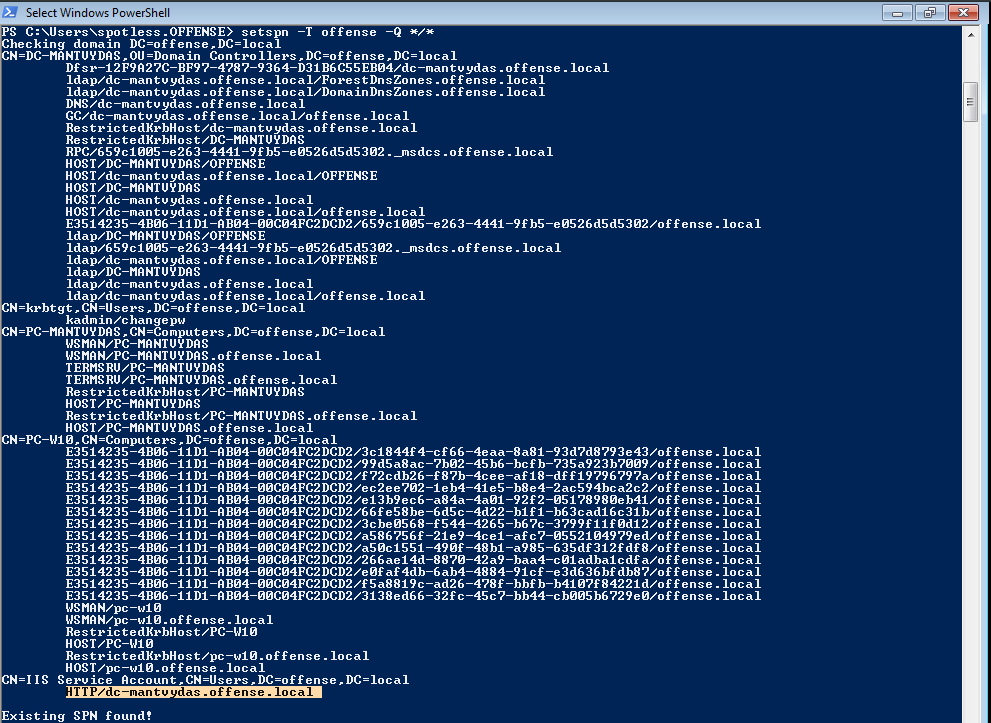 Select Windows PowerShell
PS C:\Users\spotless.OFFENSE> setspn -T offense -Q */*
Checking domain DC=offense,DC=local
CN=DC-MANTVYDAS,OU=Domain Controllers,DC=offense,DC=local
Dfsr-12F9A27C-BF97-4787-9364-D31B6C55EB04/dc-mantvydas.offense.local
ldap/dc-mantvydas.offense.local/ForestDnsZones.offense.local
ldap/dc-mantvydas.offense.local/DomainDnsZones.offense.local
DNS/dc-mantvydas.offense.local
GC/dc-mantvydas.offense.local/offense.local
RestrictedKrbHost/dc-mantvydas.offense.local
RestrictedKrbHost/DC-MANTVYDAS
RPC/659c1005-e263-4441-9fb5-e0526d5d5302._msdcs.offense.local
HOST/DC-MANTVYDAS/OFFENSE
HOST/dc-mantvydas.offense.local/OFFENSE
HOST/DC-MANTVYDAS
HOST/dc-mantvydas.offense.local
HOST/dc-mantvydas.offense.local/offense.local
E3514235-4B06-11D1-AB04-00C04FC2DCD2/659c1005-e263-4441-9fb5-e0526d5d5302/offense.local
ldap/DC-MANTVYDAS/OFFENSE
ldap/659c1005-e263-4441-9fb5-e0526d5d5302._msdcs.offense.local
ldap/dc-mantvydas.offense.local/OFFENSE
ldap/DC-MANTVYDAS
ldap/dc-mantvydas.offense.local
ldap/dc-mantvydas.offense.local/offense.local
CN=krbtgt,CN=Users,DC=offense,DC=local
kadmin/changepw
CN=PC-MANTVYDAS,CN=Computers,DC=offense,DC=local
WSMAN/PC-MANTVYDAS
WSMAN/PC-MANTVYDAS.offense.local
TERMSRV/PC-MANTVYDAS
TERMSRV/PC-MANTVYDAS.offense.local
RestrictedKrbHost/PC-MANTVYDAS
HOST/PC-MANTVYDAS
RestrictedKrbHost/PC-MANTVYDAS.offense.local
HOST/PC-MANTVYDAS.offense.local
CN=PC-W10,CN=Computers,DC=offense,DC=local
E3514235-4B06-11D1-AB04-00C04FC2DCD2/3c1844f4-cf66-4eaa-8a81-93d7d8793e43/offense.local
E3514235-4B06-11D1-AB04-00C04FC2DCD2/99d5a8ac-7b02-45b6-bcfb-735a923b7009/offense.local
E3514235-4B06-11D1-AB04-00C04FC2DCD2/f72cdb26-f87b-4cee-af18-dff19796797a/offense.local
E3514235-4B06-11D1-AB04-00C04FC2DCD2/ec2ee702-1eb4-41e5-b8e4-2ac594bca2c2/offense.local
E3514235-4B06-11D1-AB04-00C04FC2DCD2/e13b9ec6-a84a-4a01-92f2-05178980eb41/offense.local
E3514235-4B06-11D1-AB04-00C04FC2DCD2/66fe58be-6d5c-4d22-b1f1-b63cad16c31b/offense.local
E3514235-4B06-11D1-AB04-00C04FC2DCD2/3cbe0568-f544-4265-b67c-3799f11f0d12/offense.local
E3514235-4B06-11D1-AB04-00C04FC2DCD2/a586756f-21e9-4ce1-afc7-0552104979ed/offense.local
E3514235-4B06-11D1-AB04-00C04FC2DCD2/a50c1551-490f-48b1-a985-635df312fdf8/offense.local
E3514235-4B06-11D1-AB04-00C04FC2DCD2/266ae14d-8870-42a9-baa4-c01adba1cdfa/offense.local
E3514235-4B06-11D1-AB04-00C04FC2DCD2/e0faf4db-6ab4-4884-91cf-e3d636bfdb87/offense.local
E3514235-4B06-11D1-AB04-00C04FC2DCD2/f5a8819c-ad26-478f-bbfb-b4107f84221d/offense.local
E3514235-4B06-11D1-AB04-00C04FC2DCD2/3138ed66-32fc-45c7-bb44-cb005b6729e0/offense.local
WSMAN/pc-w10
WSMAN/pc-w10.offense.local
RestrictedKrbHost/PC-W10
HOST/PC-W10
RestrictedKrbHost/pc-w10.offense.local
HOST/pc-w10.offense.local
CN=IIS Service Account,CN=Users,DC=offense,DC=local
HTTP/dc-mantvydas.offense.local
Existing SPN found!